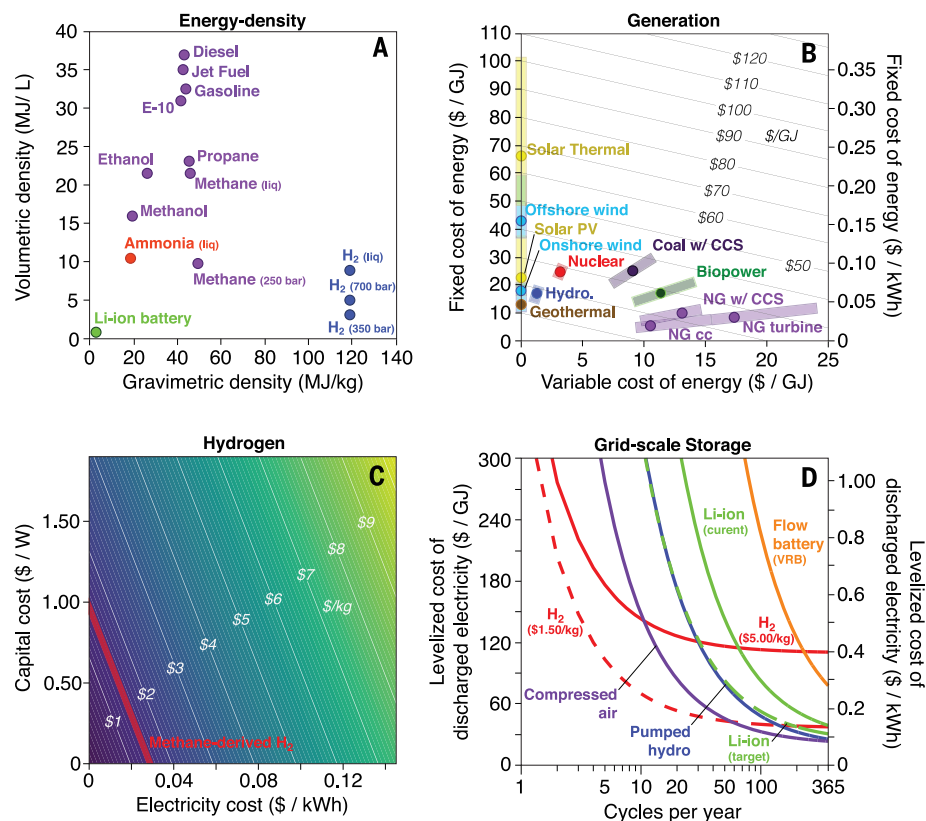 Energy-density
A
Volumetric density (MJ/ L)
40
35
30
25
20
15
10
5
0
Diesel
Jet Fuel
Gasoline
E-10
Ethanol
Propane
Methane (liq)
Methanol
Ammonia (liq)
Methane (250 bar)
H2 (liq)
H2 (700 bar)
H2 (350 bar)
Li-ion battery
0 20 40 60 80 100 120 140
Gravimetric density (MJ/kg)
Generation
B
Fixed cost of energy ($ / GJ)
110
100
90
80
70
60
50
40
30
20
10
0
$120
$110
$100
$90 $/GJ
$80
$70
$60
$50
Solar Thermal
Offshore wind
Solar PV
Onshore wind
Nuclear
Coal w/ CCS
Biopower
Hydro.
Geothermal
NG w/ CCS
NG cc
NG turbine
0.35
0.30
0.25
0.20
0.15
0.10
0.05
0
Fixed cost of energy ($ / kWh)
0 5 10 15 20 25
Variable cost of energy ($ / GJ)
Hydrogen
C
Capital cost ($ / W)
1.50
1.00
0.50
0
$9
$8
$7
$/kg
$6
$5
$4
$3
$2
$1
Methano-derived H2
0 0.04 0.08 0.12
Electricity cost ($ / kWh)
Grid-scale Storage
D
Levelized cost of
discharged electricity ($ / GJ)
300
240
180
120
60
0
Li-ion
(curent)
Flow
battery
(VRB)
H2
($1.50/kg)
H2
($5.00/kg)
Compressed
air
Pumped
hydro
Li-ion
(target)
1.00
0.8
0.6
0.4
0.2
0
Levelized cost of
discharged electricity ($ / kWh)
1 5 10 20 50 100 365
Cycles per year